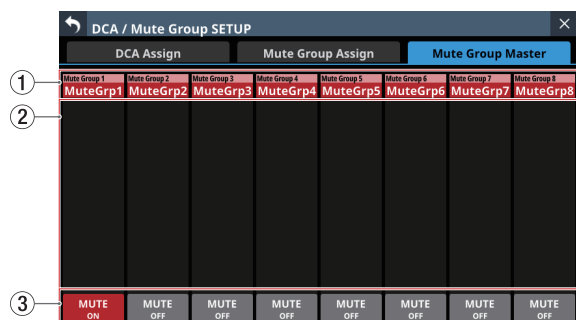 DCA / Mute Group SETUP
DCA Assign Mute Group Assign Mute Group Master
1 Mute Group 1 Mute Group 2 Mute Group 3 Mute Group 4 Mute Group 5 Mute Group 6 Mute Group 7 Mute Group 8
MuteGrp1 MuteGrp2 MuteGrp3 MuteGrp4 MuteGrp5 MuteGrp6 MuteGrp7 MuteGrp8
2
3 MUTE MUTE MUTE MUTE MUTE MUTE MUTE MUTE
ON OFF OFF OFF OFF OFF OFF OFF